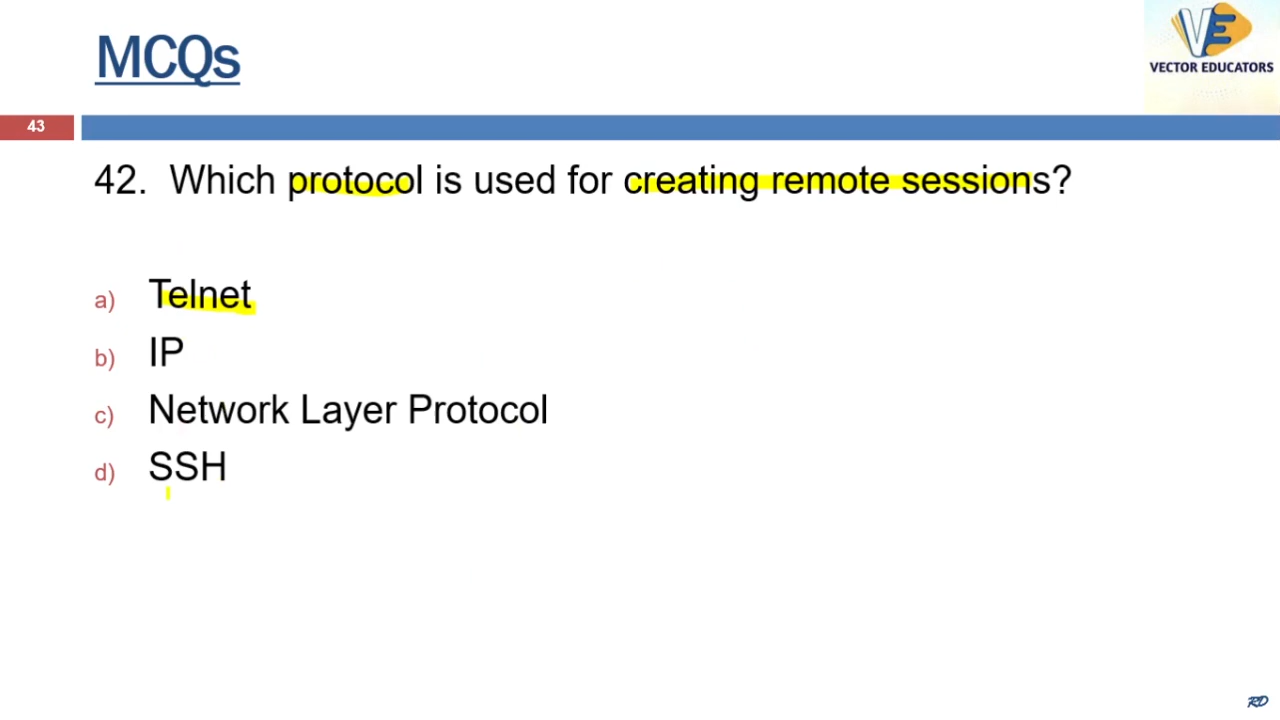 MCQs
VECTOR EDUCATORS
43
42. Which protocol is used for creating remote sessions?
a) Telnet
b) IP
c) Network Layer Protocol
d) SSH
RD